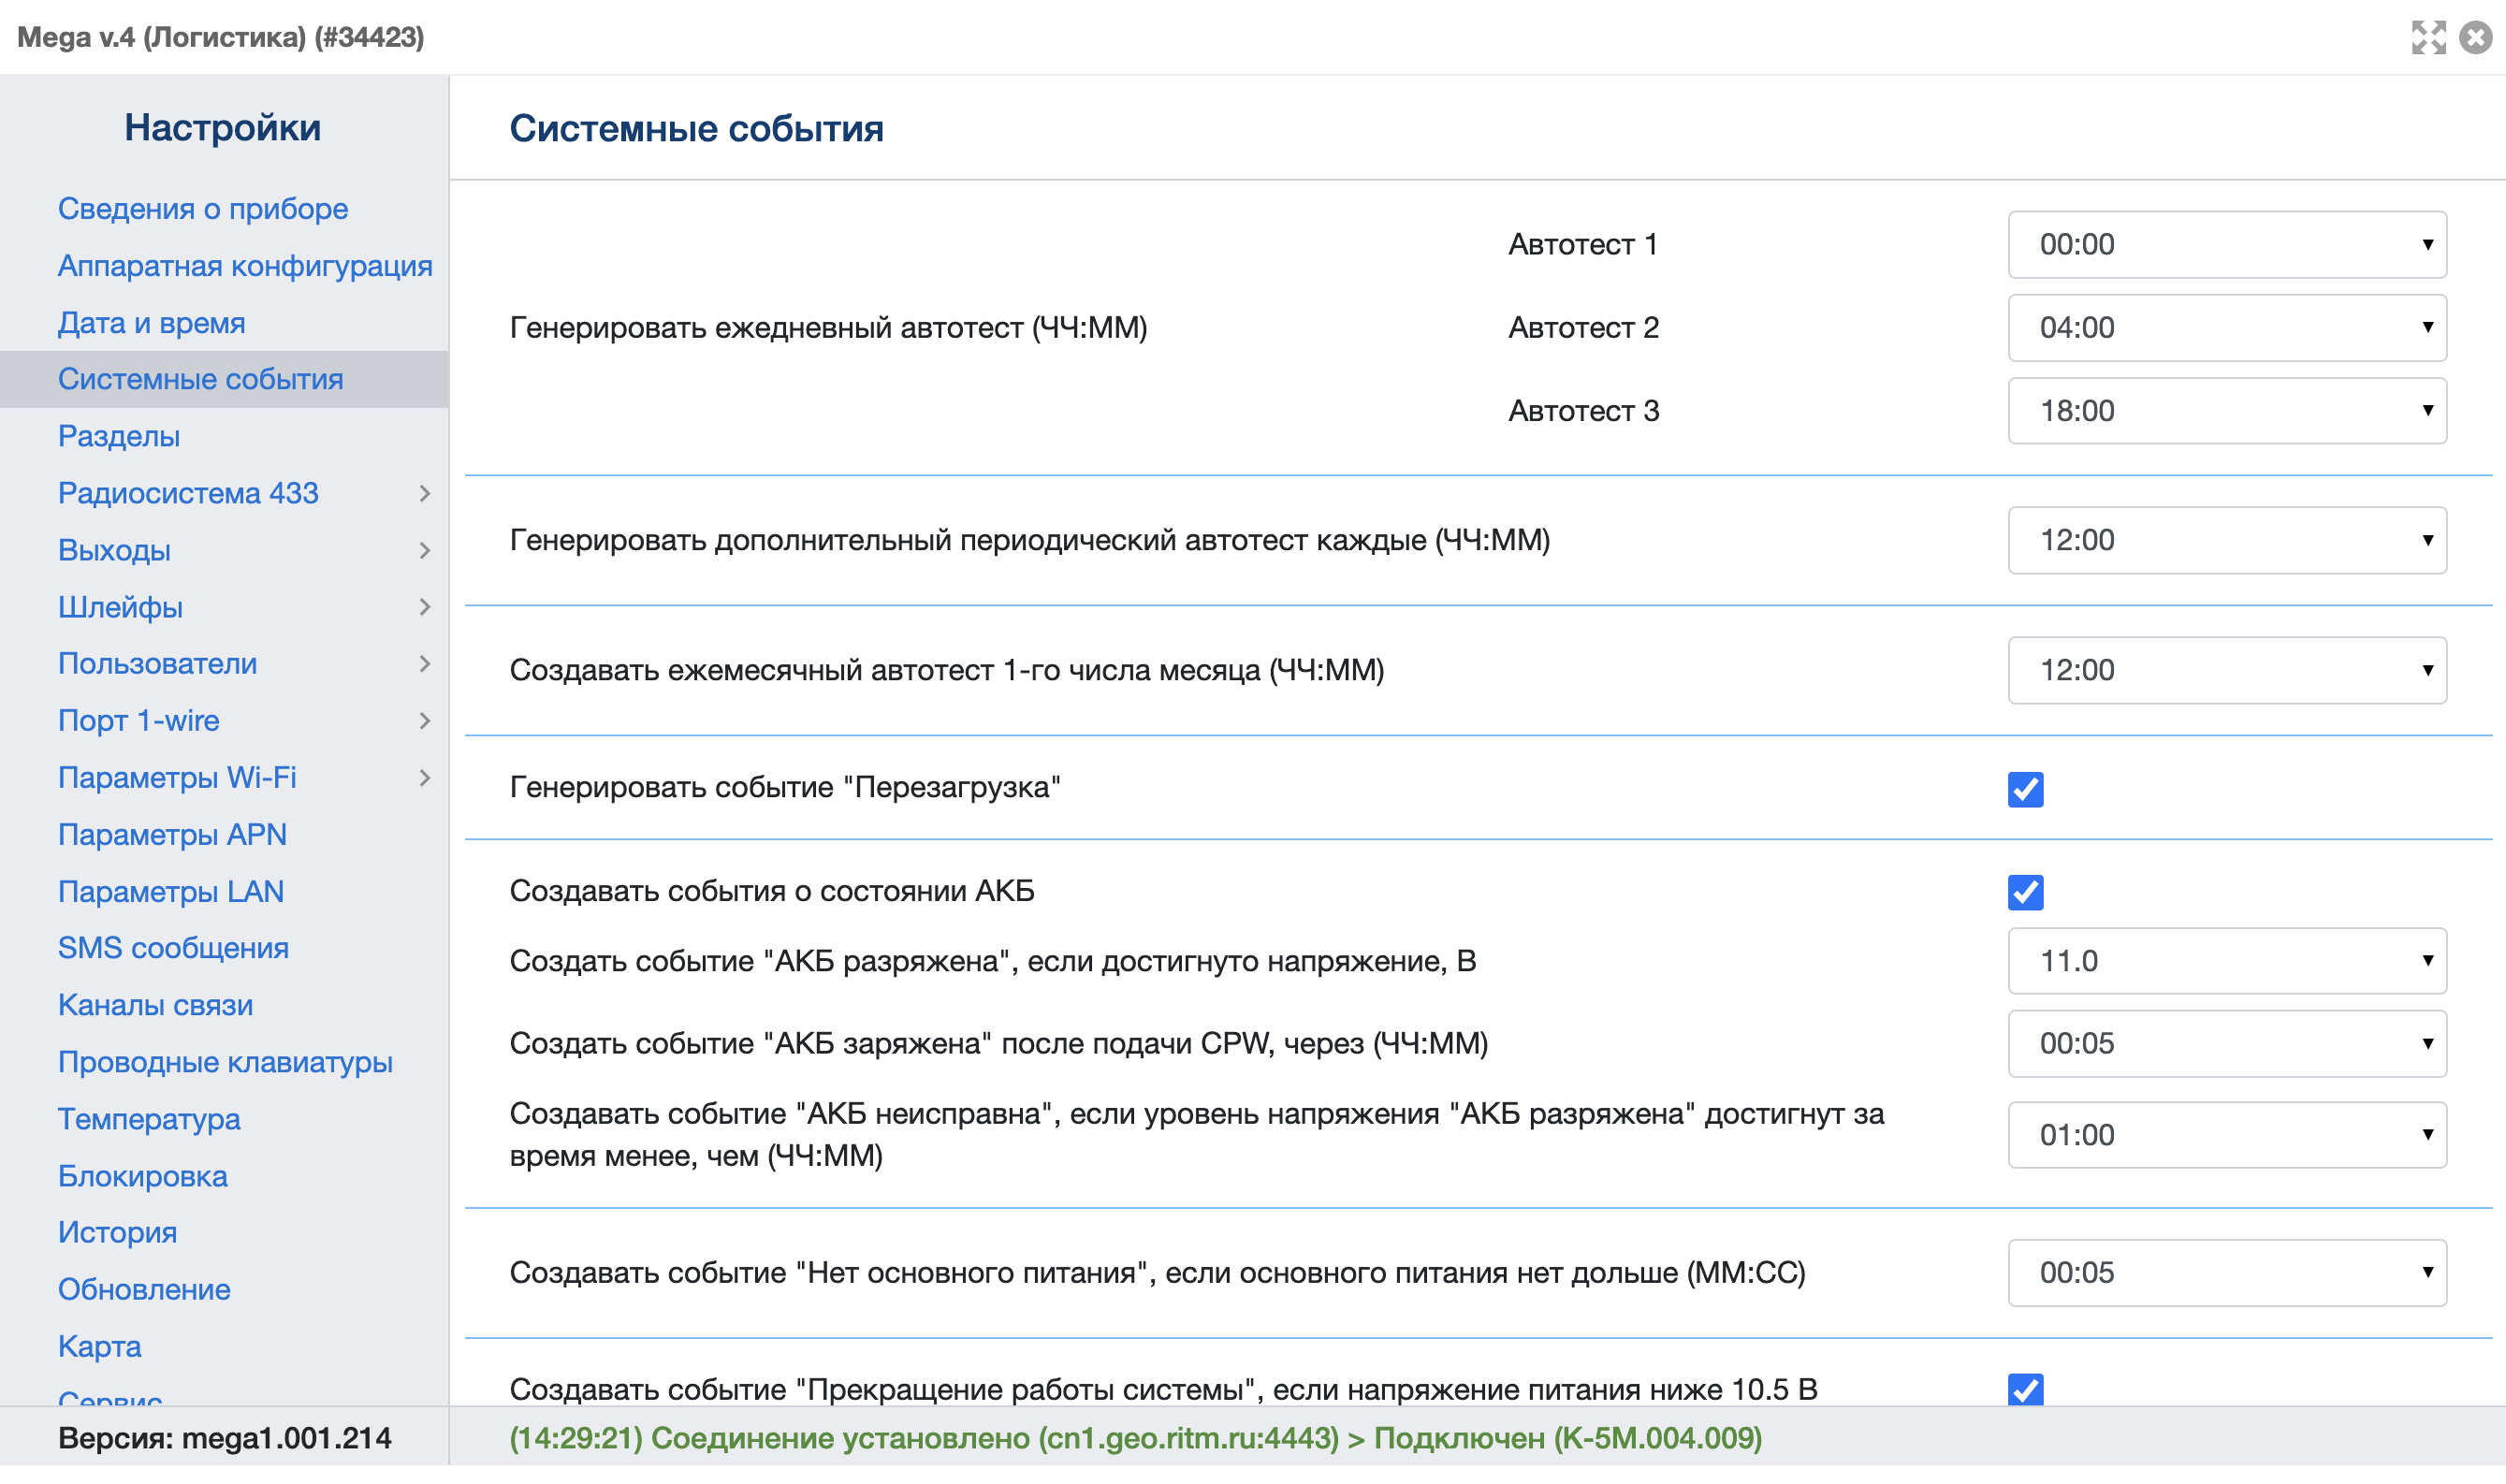 Mega v.4 (Логистика) (#34423)
Настройки
Сведения о приборе
Аппаратная конфигурация
Дата и время
Системные события
Разделы
Радиосистема 433
Выходы
Шлейфы
Пользователи
Порт 1-wire
Параметры Wi-Fi
Параметры APN
Параметры LAN
SMS сообщения
Каналы связи
Проводные клавиатуры
Температура
Блокировка
История
Обновление
Карта
Сервис
Версия: mega1.001.214
Системные события
Генерировать ежедневный автотест (ЧЧ:ММ)
Автотест 1
00:00
Автотест 2
04:00
Автотест 3
18:00
Генерировать дополнительный периодический автотест каждые (ЧЧ:ММ)
12:00
Создавать ежемесячный автотест 1-го числа месяца (ЧЧ:ММ)
12:00
Генерировать событие "Перезагрузка"
Создавать события о состоянии АКБ
Создать событие "АКБ разряжена", если достигнуто напряжение, В
11.0
Создать событие "АКБ заряжена" после подачи CPW, через (ЧЧ:ММ)
00:05
Создавать событие "АКБ неисправна", если уровень напряжения "АКБ разряжена" достигнут за
время менее, чем (ЧЧ:ММ)
01:00
Создавать событие "Нет основного питания", если основного питания нет дольше (ММ:СС)
00:05
Создавать событие "Прекращение работы системы", если напряжение питания ниже 10.5 В
(14:29:21) Соединение установлено (cn1.geo.ritm.ru:4443) > Подключен (K-5M.004.009)